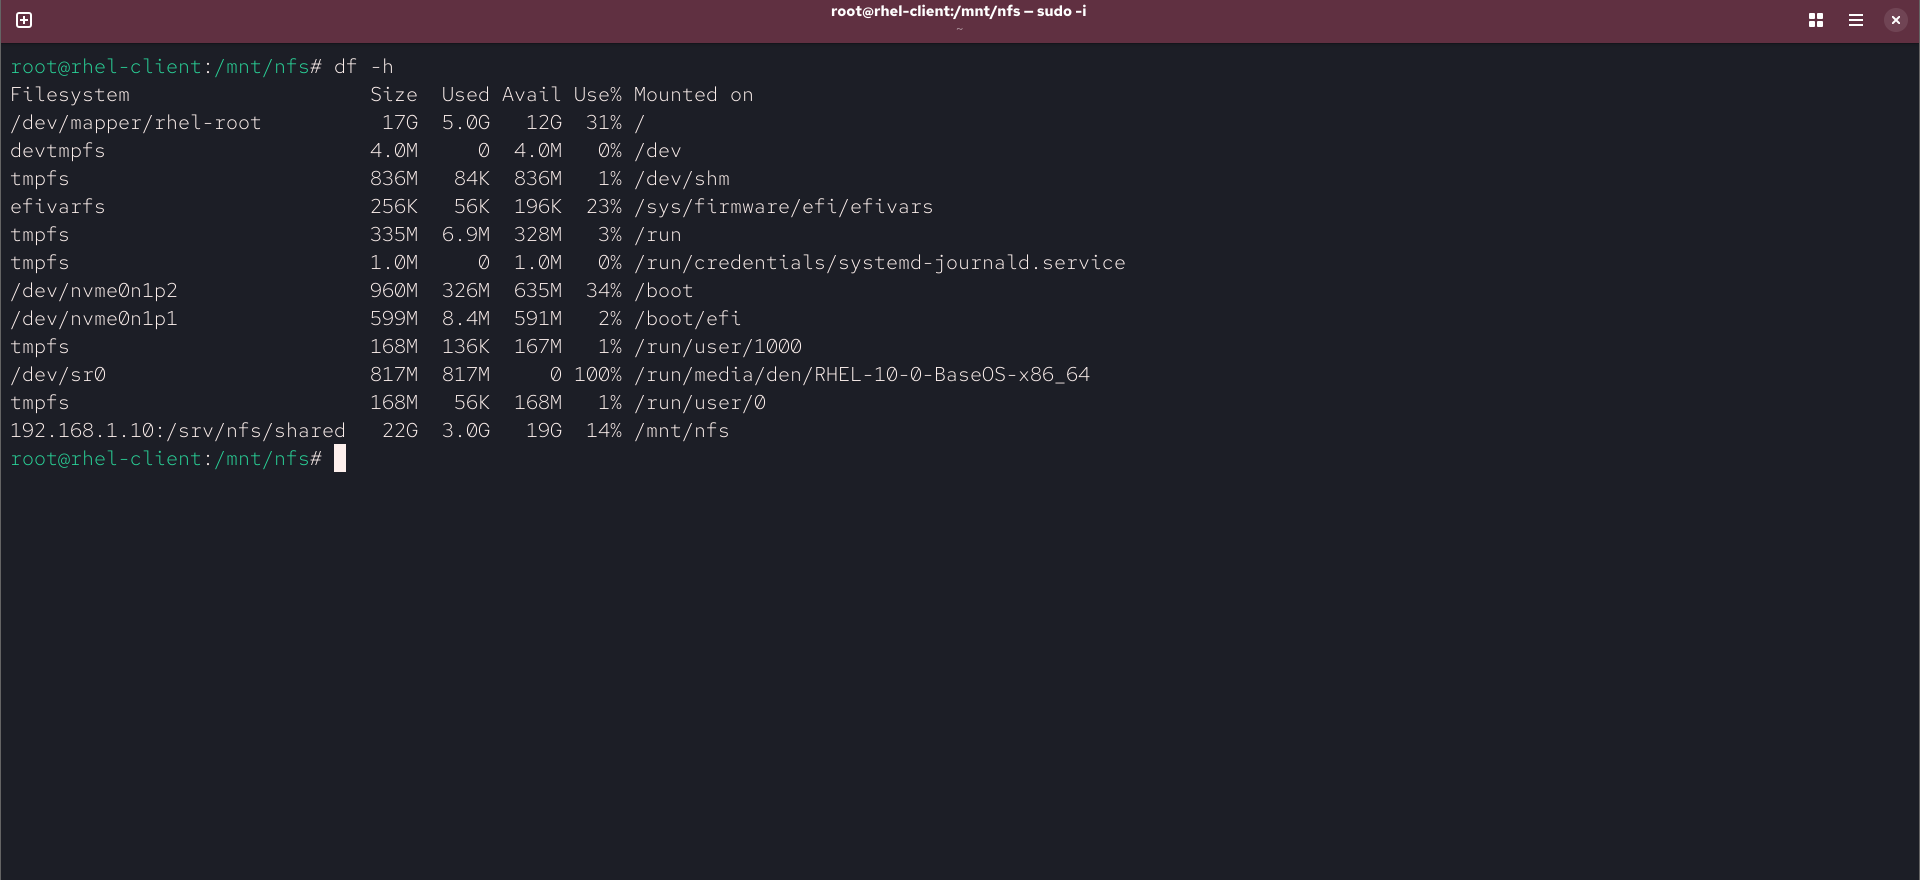 root@rhel-client:/mnt/nfs — sudo -i
~
root@rhel-client:/mnt/nfs# df -h
Filesystem                    Size  Used Avail Use% Mounted on
/dev/mapper/rhel-root          17G  5.0G   12G  31% /
devtmpfs                      4.0M     0  4.0M   0% /dev
tmpfs                         836M   84K  836M   1% /dev/shm
efivarfs                      256K   56K  196K  23% /sys/firmware/efi/efivars
tmpfs                         335M  6.9M  328M   3% /run
tmpfs                         1.0M     0  1.0M   0% /run/credentials/systemd-journald.service
/dev/nvme0n1p2                960M  326M  635M  34% /boot
/dev/nvme0n1p1                599M  8.4M  591M   2% /boot/efi
tmpfs                         168M  136K  167M   1% /run/user/1000
/dev/sr0                      817M  817M     0 100% /run/media/den/RHEL-10-0-BaseOS-x86_64
tmpfs                         168M   56K  168M   1% /run/user/0
192.168.1.10:/srv/nfs/shared   22G  3.0G   19G  14% /mnt/nfs
root@rhel-client:/mnt/nfs#